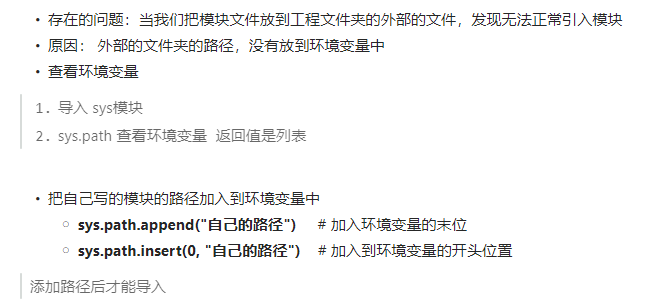 • 存在的问题：当我们把模块文件放到工程文件夹的外部的文件，发现无法正常引入模块
• 原因： 外部的文件夹的路径，没有放到环境变量中
• 查看环境变量
1. 导入 sys模块
2. sys.path 查看环境变量 返回值是列表
• 把自己写的模块的路径加入到环境变量中
○ sys.path.append("自己的路径") # 加入环境变量的末位
○ sys.path.insert(0, "自己的路径") # 加入到环境变量的开头位置
添加路径后才能导入